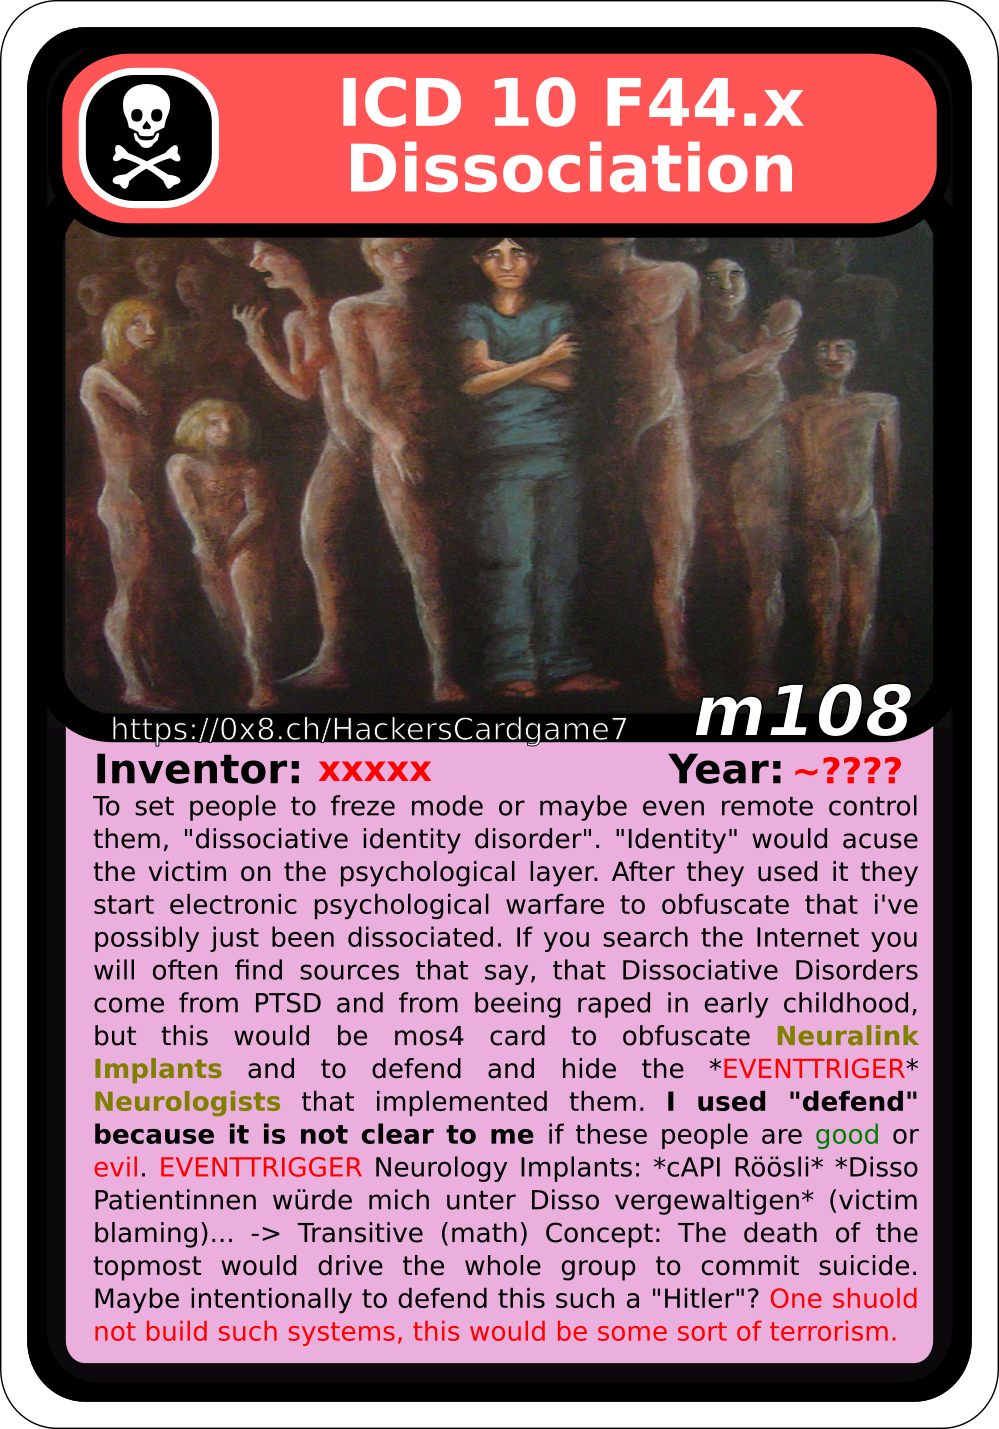 ICD 10 F44.x
Dissociation
https://0x8.ch/HackersCardgame7
m108
Inventor: xxxxx Year: ~????
To set people to freze mode or maybe even remote control
them, "dissociative identity disorder". "Identity" would acuse
the victim on the psychological layer. After they used it they
start electronic psychological warfare to obfuscate that i've
possibly just been dissociated. If you search the Internet you
will often find sources that say, that Dissociative Disorders
come from PTSD and from beeing raped in early childhood,
but this would be mos4 card to obfuscate Neuralink
Implants and to defend and hide the *EVENTTRIGER*
Neurologists that implemented them. I used "defend"
because it is not clear to me if these people are good or
evil. EVENTTRIGGER Neurology Implants: *cAPI Röösli* *Disso
Patientinnen würde mich unter Disso vergewaltigen* (victim
blaming)... -> Transitive (math) Concept: The death of the
topmost would drive the whole group to commit suicide.
Maybe intentionally to defend this such a "Hitler"? One shuold
not build such systems, this would be some sort of terrorism.